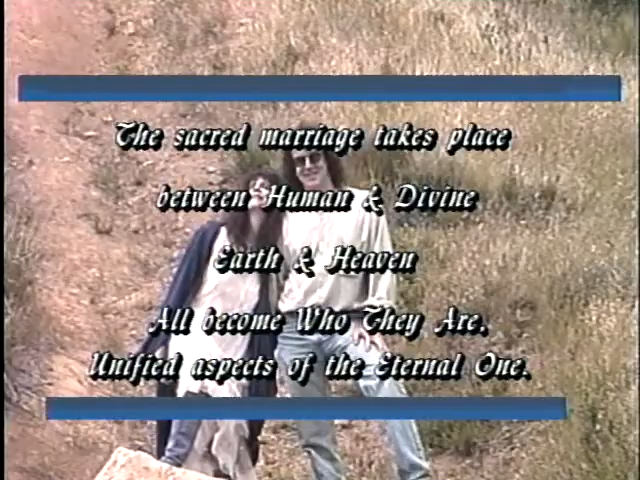 The sacred marriage takes place
between Human & Divine
Earth & Heaven
All become Who They Are.
Unified aspects of the Eternal One.